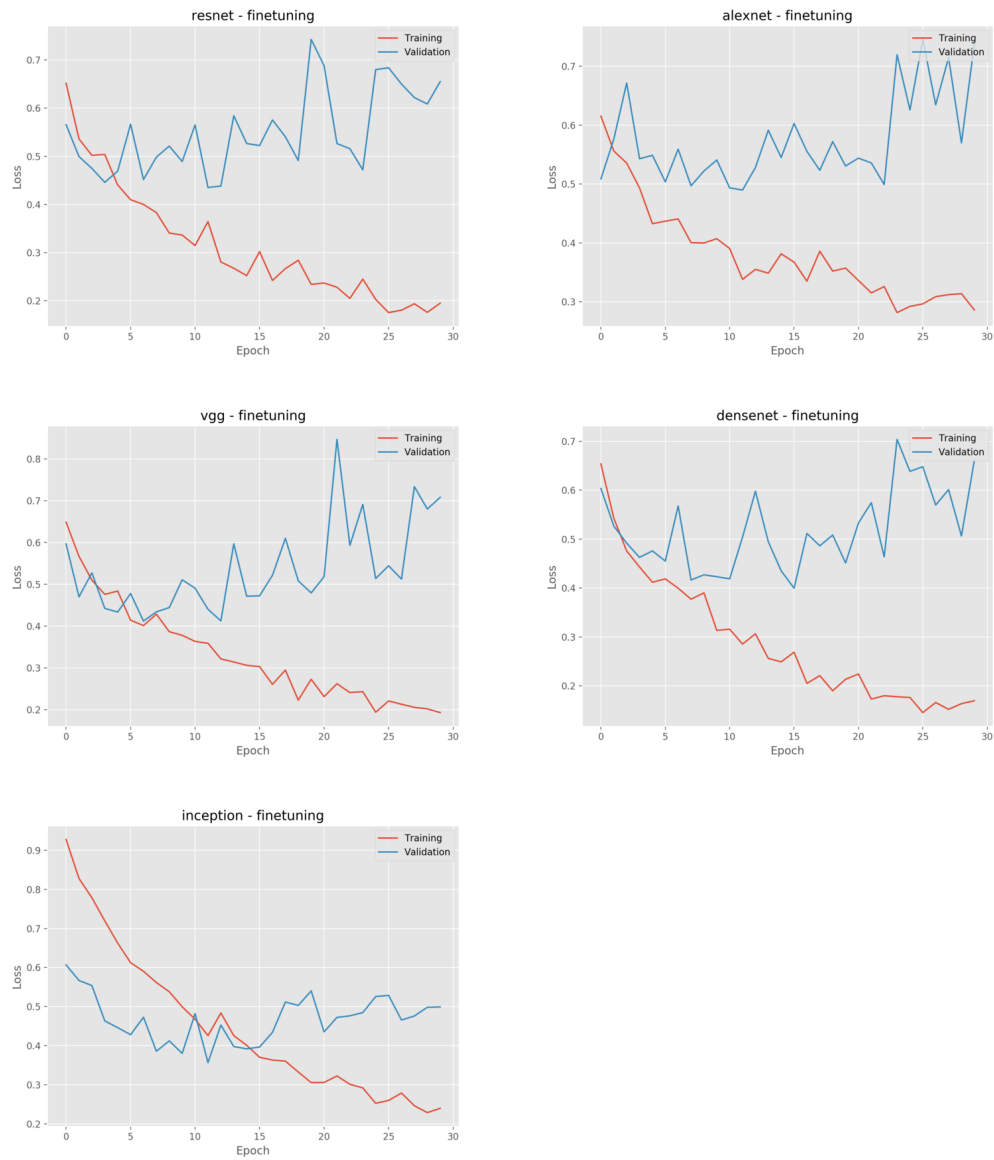 resnet - finetuning
Training
Validation
Loss
0.7
0.6
0.5
0.4
0.3
0.2
0 5 10 15 20 25 30
Epoch
alexnet - finetuning
Training
Validation
Loss
0.7
0.6
0.5
0.4
0.3
0 5 10 15 20 25 30
Epoch
vgg - finetuning
Training
Validation
Loss
0.8
0.7
0.6
0.5
0.4
0.3
0.2
0 5 10 15 20 25 30
Epoch
densenet - finetuning
Training
Validation
Loss
0.7
0.6
0.5
0.4
0.3
0.2
0 5 10 15 20 25 30
Epoch
inception - finetuning
Training
Validation
Loss
0.9
0.8
0.7
0.6
0.5
0.4
0.3
0.2
0 5 10 15 20 25 30
Epoch